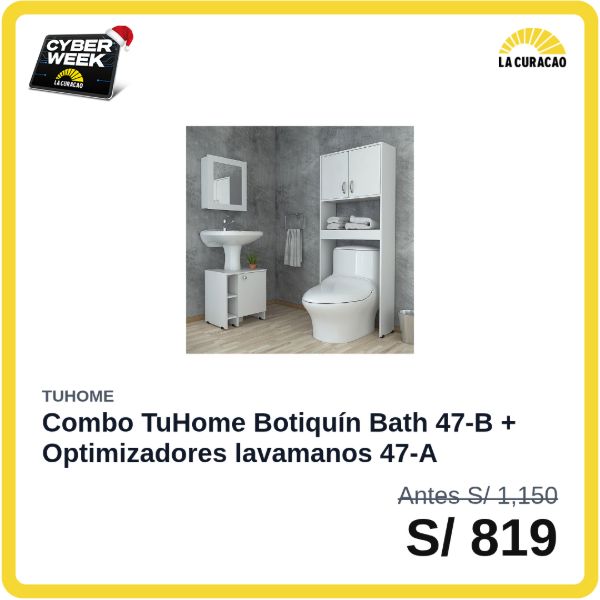 CYBER
WEEK
LA CURACAO
LA CURACAO
TUHOME
Combo TuHome Botiquín Bath 47-B +
Optimizadores lavamanos 47-A
Antes S/ 1,150
S/ 819